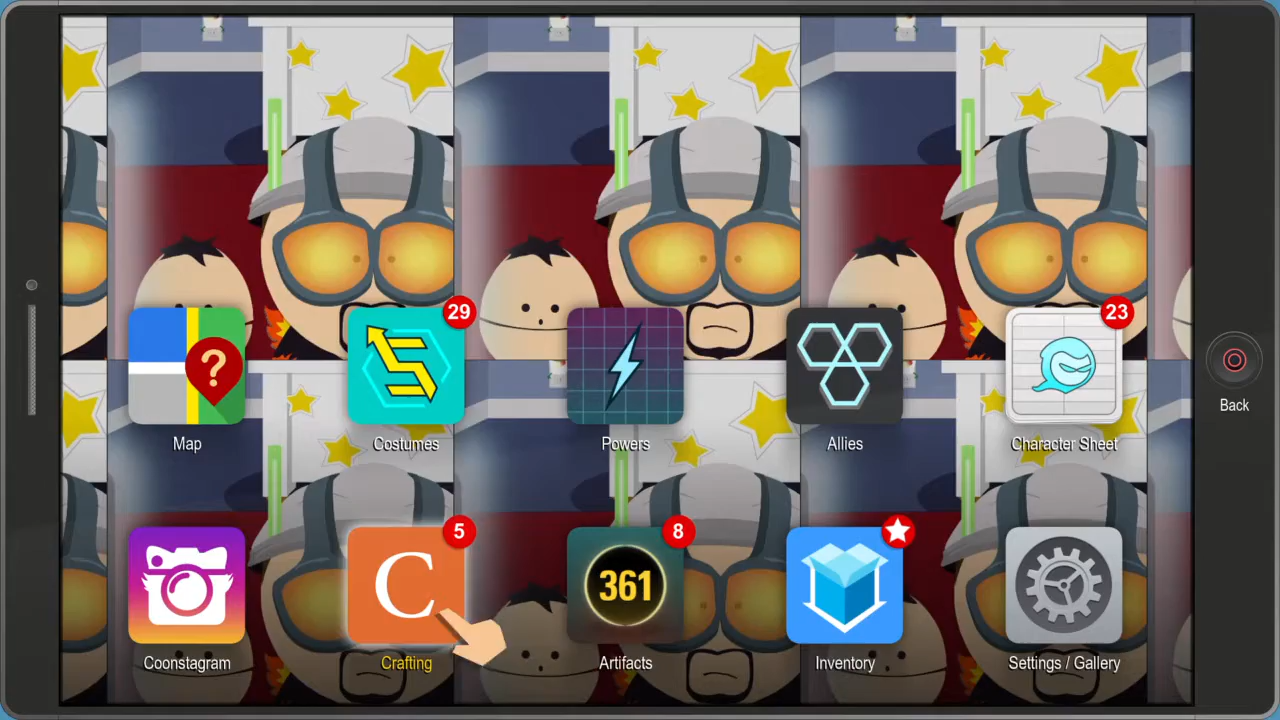 29
23
?
Back
Map
Costumes
Powers
Allies
Character Sheet
5
8
C
361
Coonstagram
Crafting
Artifacts
Inventory
Settings / Gallery